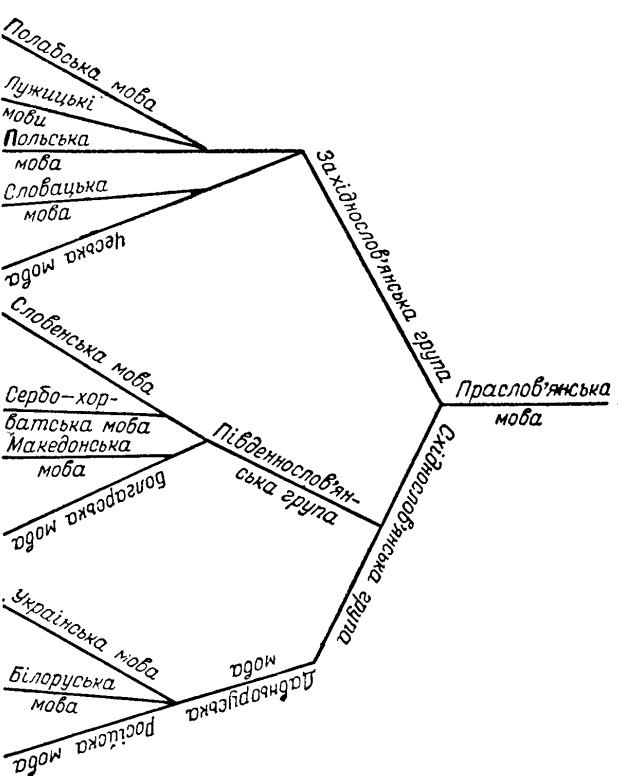 Полабська мова
Лужицькі
мови
Польська
мова
Словацька
мова
Чеська мова
Західнослов'янська група
Праслов'янська
мова
Словенська мова
Сербо-хор-
ватська мова
Македонська
мова
Болгарська мова
Південнослов'ян-
ська група
Східнослов'янська група
Українська мова
Білоруська
мова
Російска мова
Давньоруська
мова